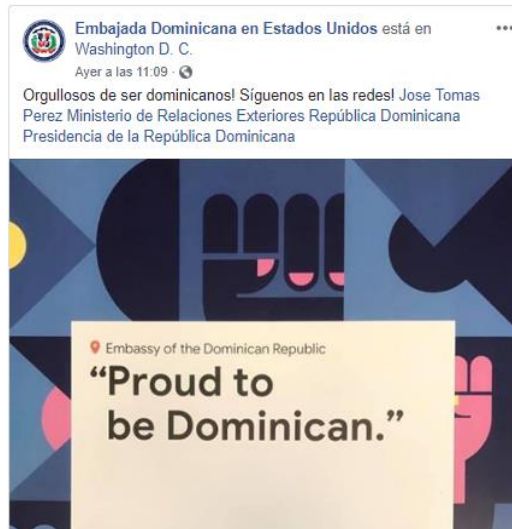 Embajada Dominicana en Estados Unidos está en
Washington D. C.
Ayer a las 11:09 ·
Orgullosos de ser dominicanos! Síguenos en las redes! Jose Tomas
Perez Ministerio de Relaciones Exteriores República Dominicana
Presidencia de la República Dominicana
Embassy of the Dominican Republic
“Proud to
be Dominican.”